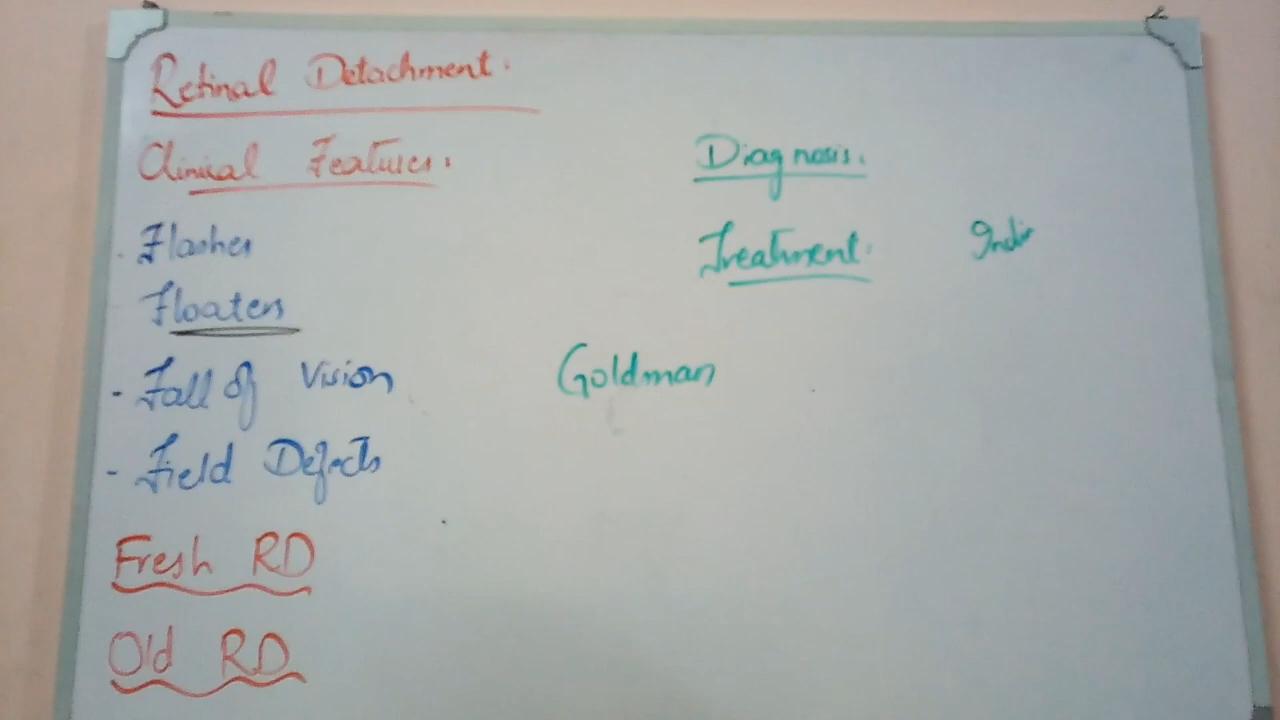 Retinal Detachment.
Clinical Features.
Flashes
Floaters
- Fall of Vision
- Field Defects
Fresh RD
Old RD
Diagnosis.
Treatment.
Goldman